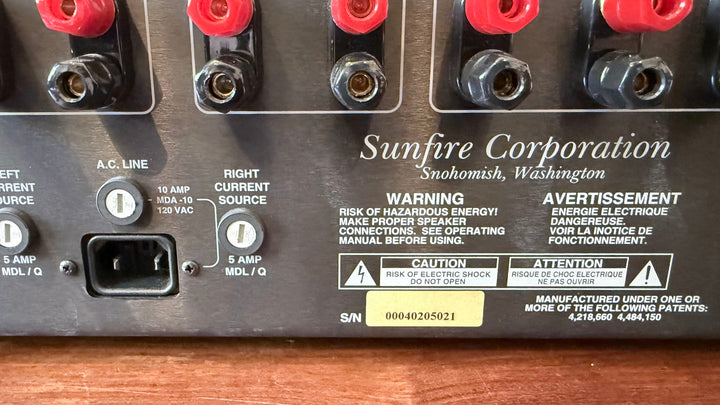 Sunfire Corporation
Snohomish, Washington
A.C. LINE
10 AMP
MDA -10
120 VAC
RIGHT
CURRENT
SOURCE
5 AMP
MDL / Q
EFT
URRENT
OURCE
5 AMP
MDL / Q
WARNING
RISK OF HAZARDOUS ENERGY!
MAKE PROPER SPEAKER
CONNECTIONS. SEE OPERATING
MANUAL BEFORE USING.
AVERTISSEMENT
ENERGIE ELECTRIQUE
DANGEREUSE.
VOIR LA INOTICE DE
FONCTIONNEMENT.
CAUTION
RISK OF ELECTRIC SHOCK
DO NOT OPEN
ATTENTION
RISQUE DE CHOC ELECTRIQUE
NE PAS OUVRIR
S/N 00040205021
MANUFACTURED UNDER ONE OR
MORE OF THE FOLLOWING PATENTS:
4,218,660 4,484,150